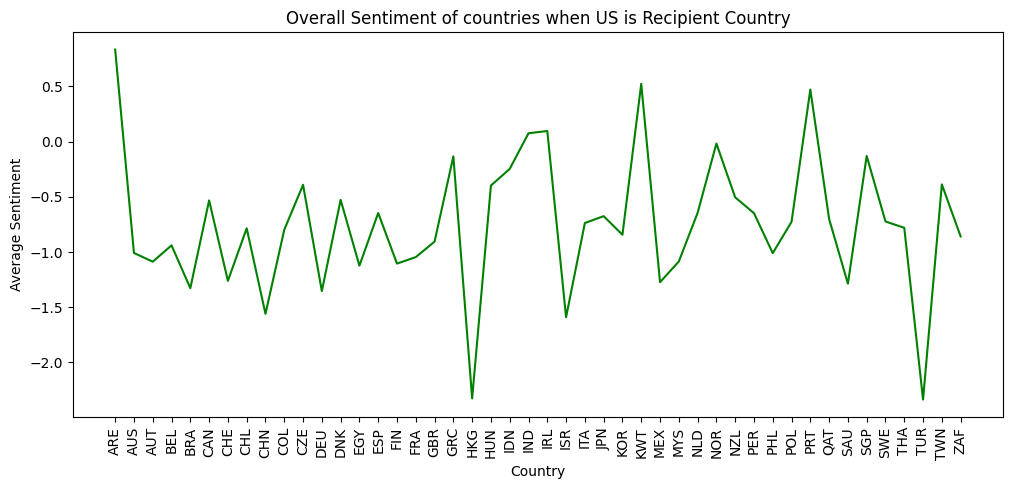 Overall Sentiment of countries when US is Recipient Country
Average Sentiment
0.5
0.0
−0.5
−1.0
−1.5
−2.0
ARE AUS AUT BEL BRA CAN CHE CHL CHN COL CZE DEU DNK EGY ESP FIN FRA GBR GRC HKG HUN IDN IND IRL ISR ITA JPN KOR KWT MEX MYS NLD NOR NZL PER PHL POL PRT QAT SAU SGP SWE THA TUR TWN ZAF
Country